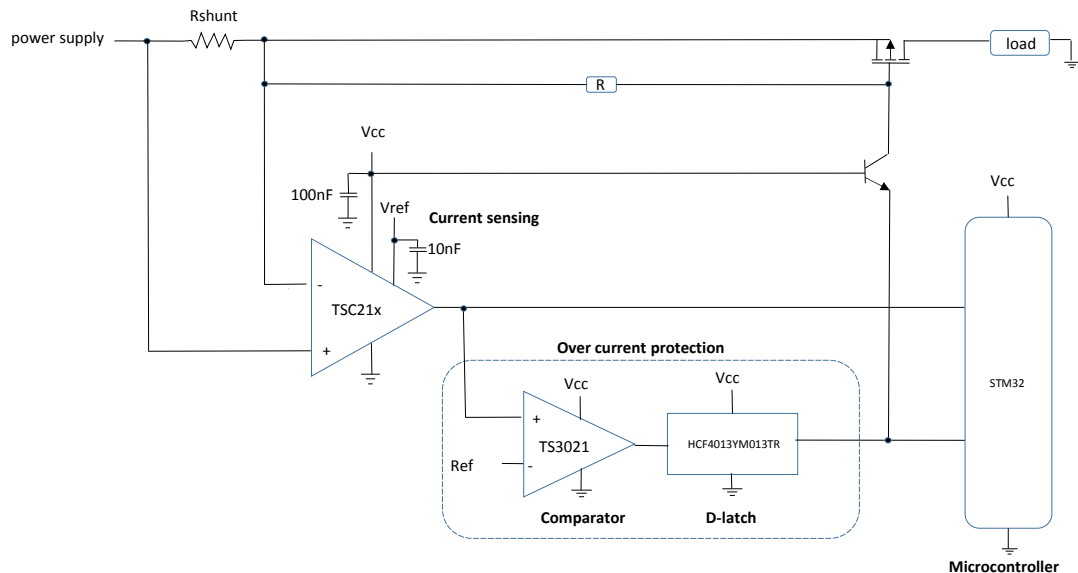 Rshunt
power supply
load
R
Vcc
100nF
Vref
Current sensing
10nF
Vcc
-
TSC21x
+
Over current protection
Vcc
Vcc
STM32
+
TS3021
HCF4013YM013TR
Ref
-
Comparator
D-latch
Microcontroller